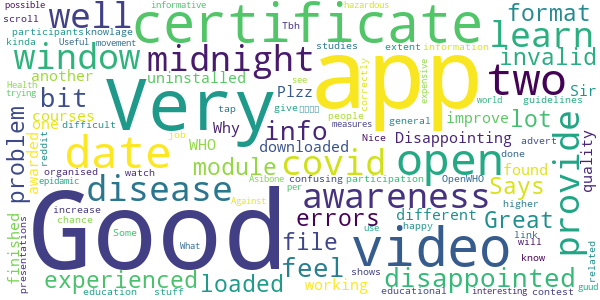 possible informative Tbh hazardous
scroll well certificate learn format
kinda Useful movement
participants knowlage studies extent information
window midnight app invalid
another uninstalled Plzz see correctly expensive two Sir
Health bit tap give people guidelines
trying courses Very info world improve lot
problem one difficult Why measures
reddit date WHO downloaded general Nice Disappointing provide quality
awarded job module covid open advert done found
organised watch confusing participation OpenWHO
epidemic disease Asibone per awareness Says higher
increase Good errors different Great
chance Against use happy link
finished Some What file video will know
presentations experienced feel shows working disappointed
education stuff loaded educational interesting contest guud related